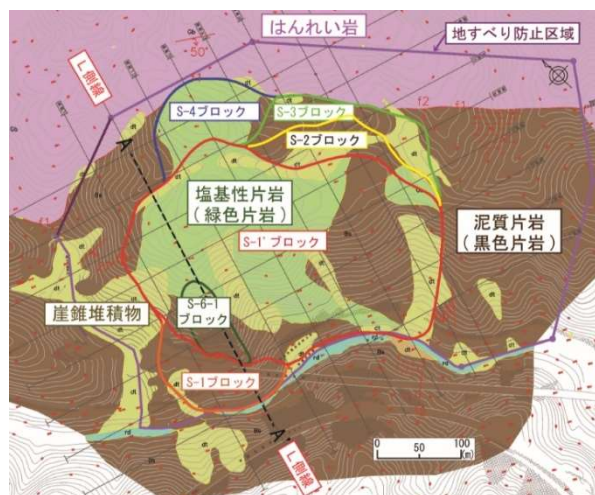 はんれい岩
地すべり防止区域
50°
L側線
A
f2
f1
S-4ブロック
S-3ブロック
S-2ブロック
塩基性片岩
(緑色片岩)
泥質片岩
(黒色片岩)
S-1'ブロック
S-6-1
ブロック
崖錐堆積物
S-1ブロック
A'
L側線
0 50 100
(m)